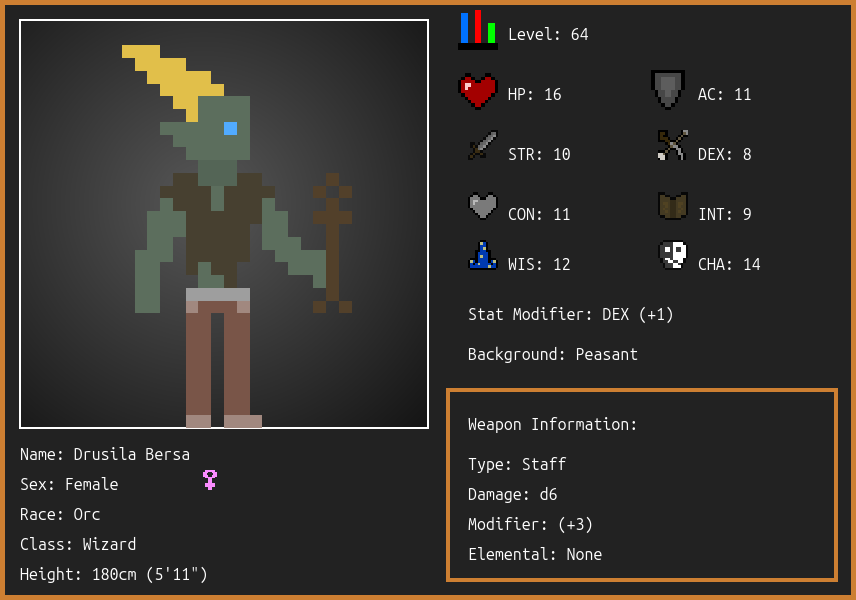 Level: 64
HP: 16
AC: 11
STR: 10
DEX: 8
CON: 11
INT: 9
WIS: 12
CHA: 14
Stat Modifier: DEX (+1)
Background: Peasant
Weapon Information:
Type: Staff
Damage: d6
Modifier: (+3)
Elemental: None
Name: Drusila Bersa
Sex: Female
Race: Orc
Class: Wizard
Height: 180cm (5'11")